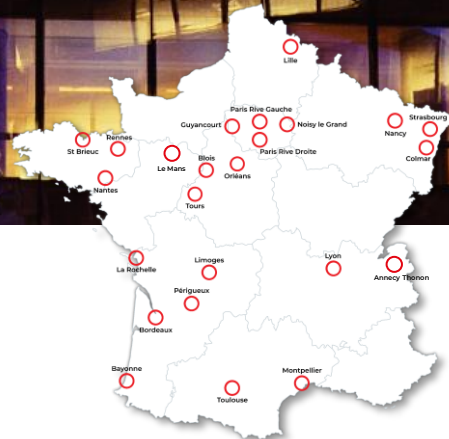 Lille
Paris Rive Gauche
Guyancourt
Noisy le Grand
Strasbourg
Nancy
Rennes
St Brieuc
Paris Rive Droite
Colmar
Blois
Le Mans
Orléans
Nantes
Tours
Lyon
Limoges
La Rochelle
Annecy Thonon
Périgueux
Bordeaux
Bayonne
Montpellier
Toulouse